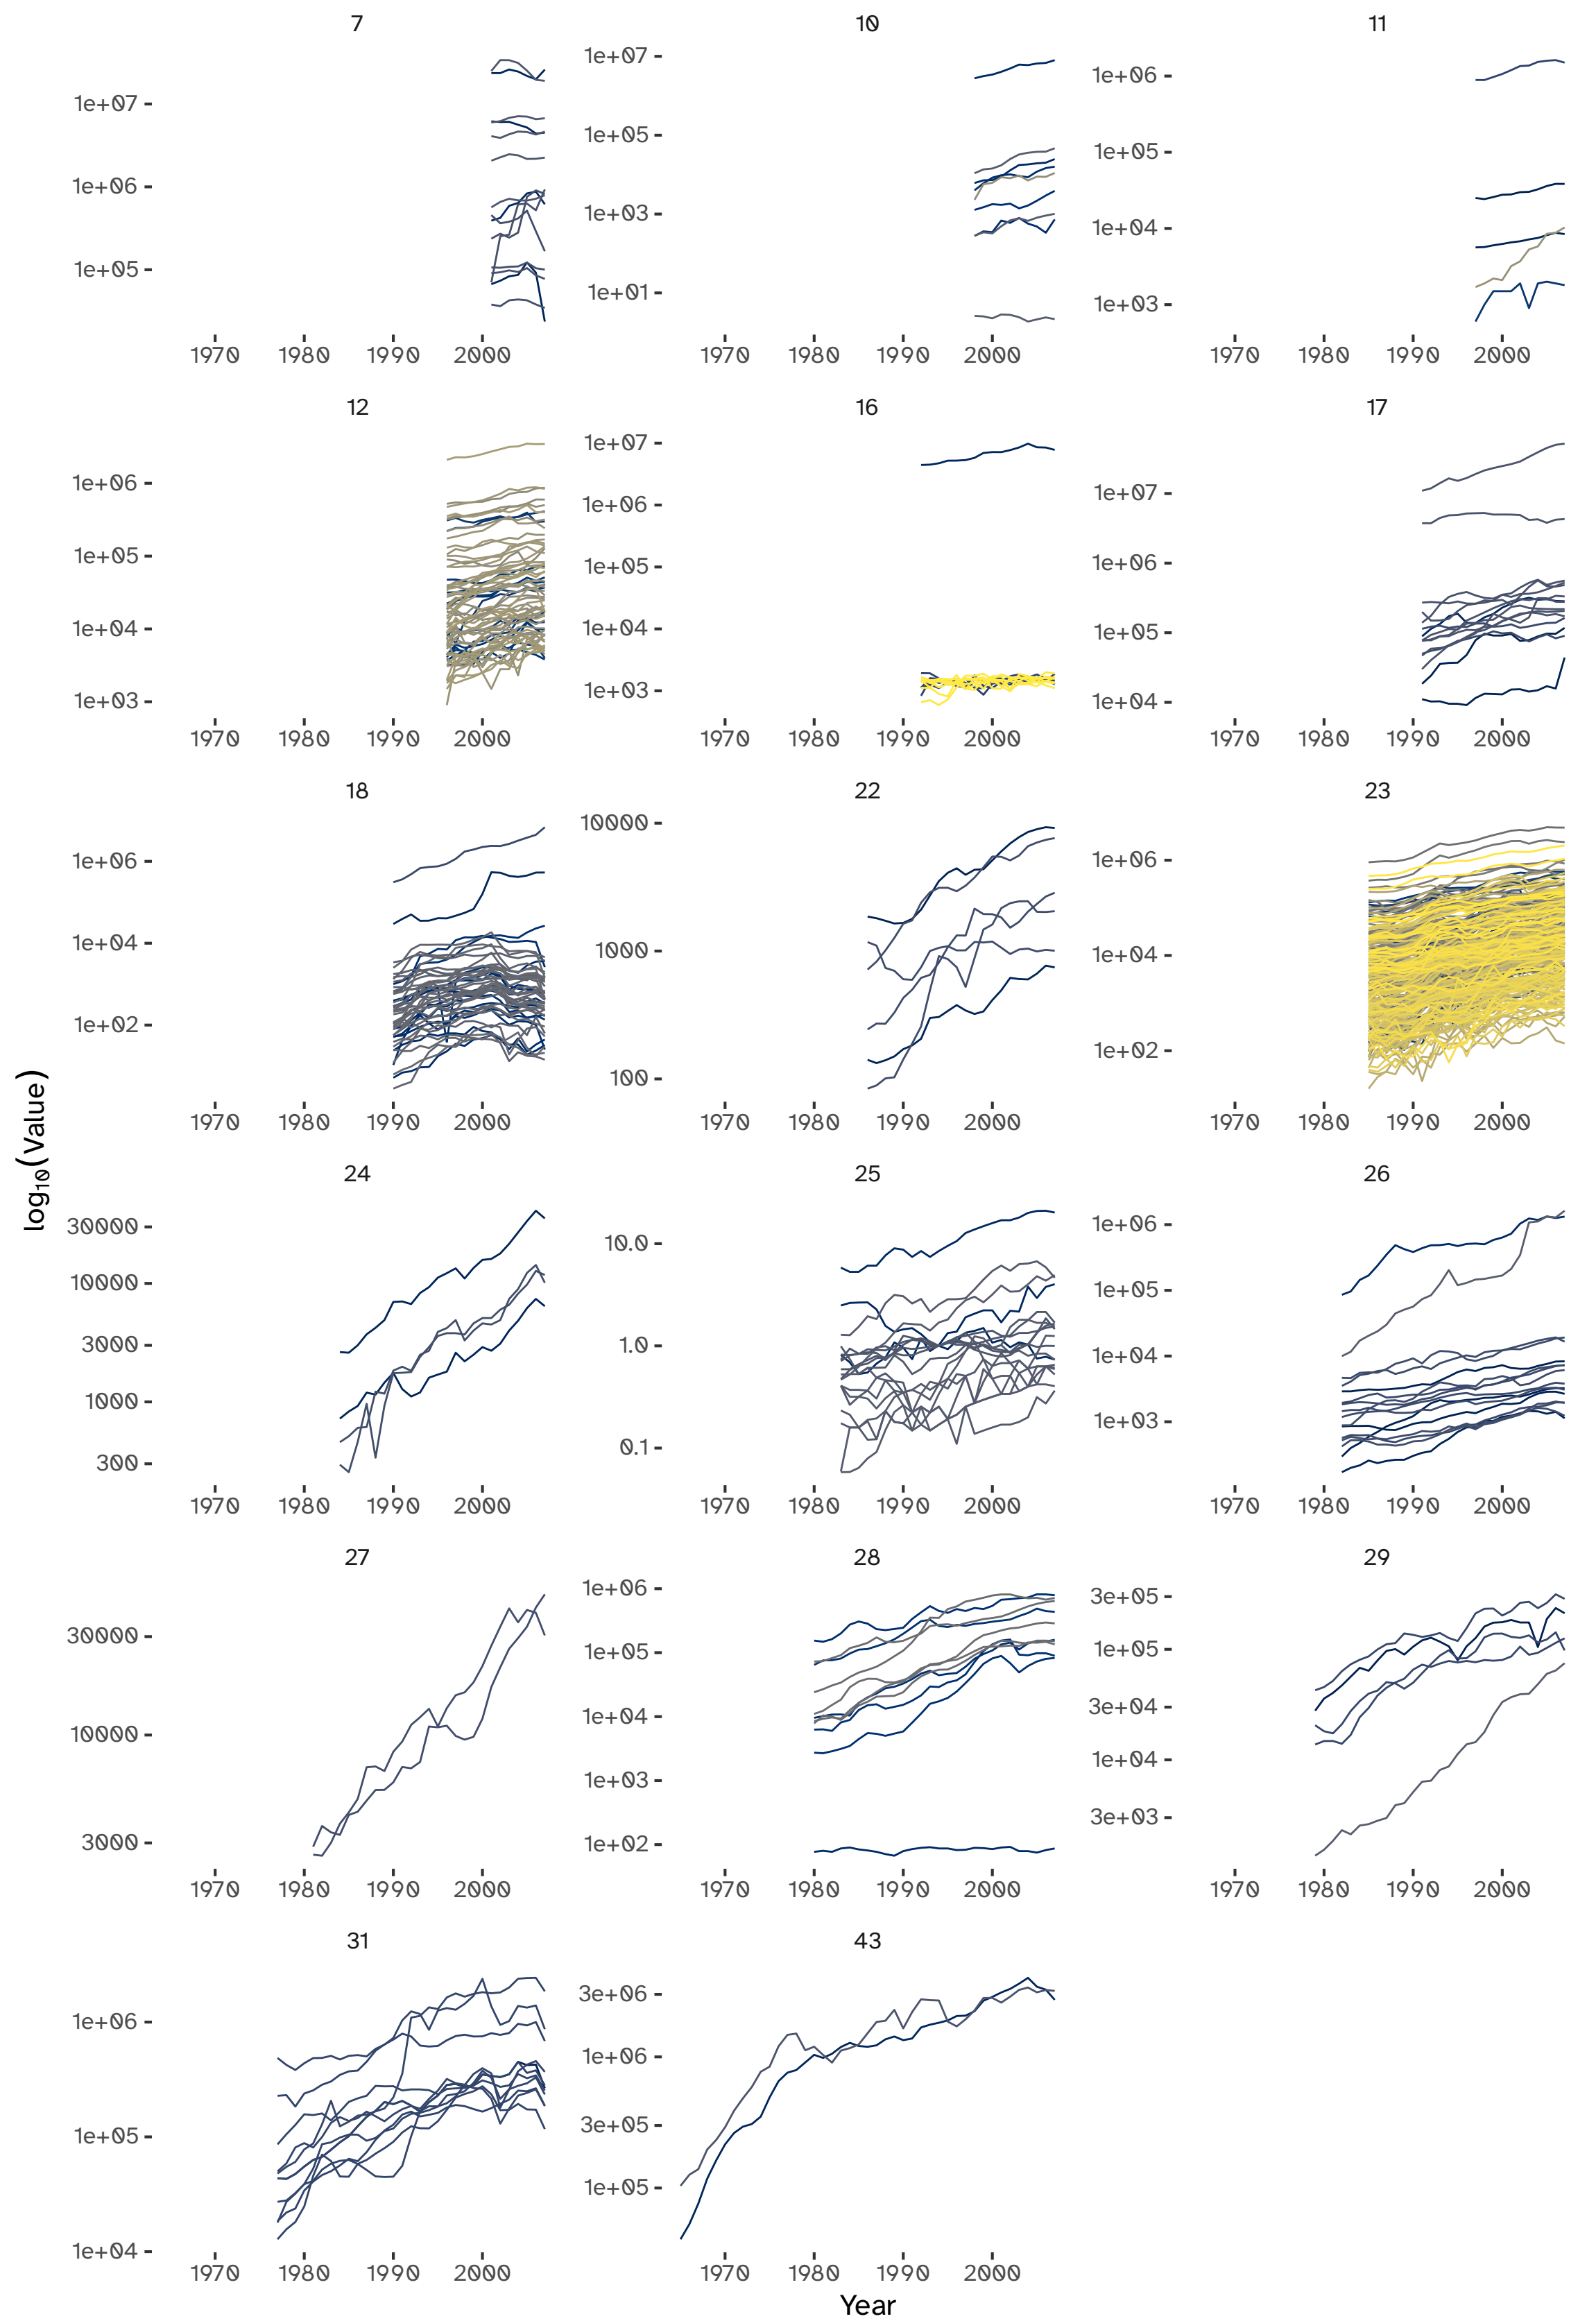 7 10 11
1e+07
1e+06
1e+05
1970 1980 1990 2000
1e+07
1e+05
1e+03
1e+01
1970 1980 1990 2000
1e+06
1e+05
1e+04
1e+03
1970 1980 1990 2000
12 16 17
1e+06
1e+05
1e+04
1e+03
1970 1980 1990 2000
1e+07
1e+06
1e+05
1e+04
1e+03
1970 1980 1990 2000
1e+07
1e+06
1e+05
1e+04
1970 1980 1990 2000
18 22 23
1e+06
1e+04
1e+02
1970 1980 1990 2000
10000
1000
100
1970 1980 1990 2000
1e+06
1e+04
1e+02
1970 1980 1990 2000
log₁₀(Value)
24 25 26
30000
10000
3000
1000
300
1970 1980 1990 2000
10.0
1.0
0.1
1970 1980 1990 2000
1e+06
1e+05
1e+04
1e+03
1970 1980 1990 2000
27 28 29
30000
10000
3000
1970 1980 1990 2000
1e+06
1e+05
1e+04
1e+03
1e+02
1970 1980 1990 2000
3e+05
1e+05
3e+04
1e+04
3e+03
1970 1980 1990 2000
31 43
1e+06
1e+05
1e+04
1970 1980 1990 2000
3e+06
1e+06
3e+05
1e+05
1970 1980 1990 2000
Year